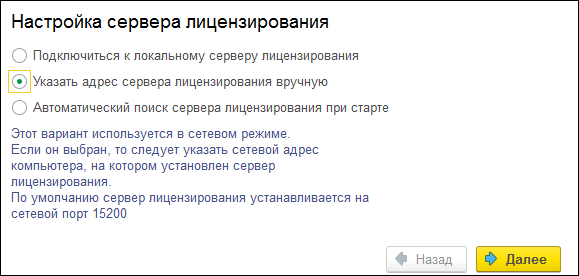 Настройка сервера лицензирования
Подключиться к локальному серверу лицензирования
Указать адрес сервера лицензирования вручную
Автоматический поиск сервера лицензирования при старте
Этот вариант используется в сетевом режиме.
Если он выбран, то следует указать сетевой адрес
компьютера, на котором установлен сервер
лицензирования.
По умолчанию сервер лицензирования устанавливается на
сетевой порт 15200
Назад
Далее